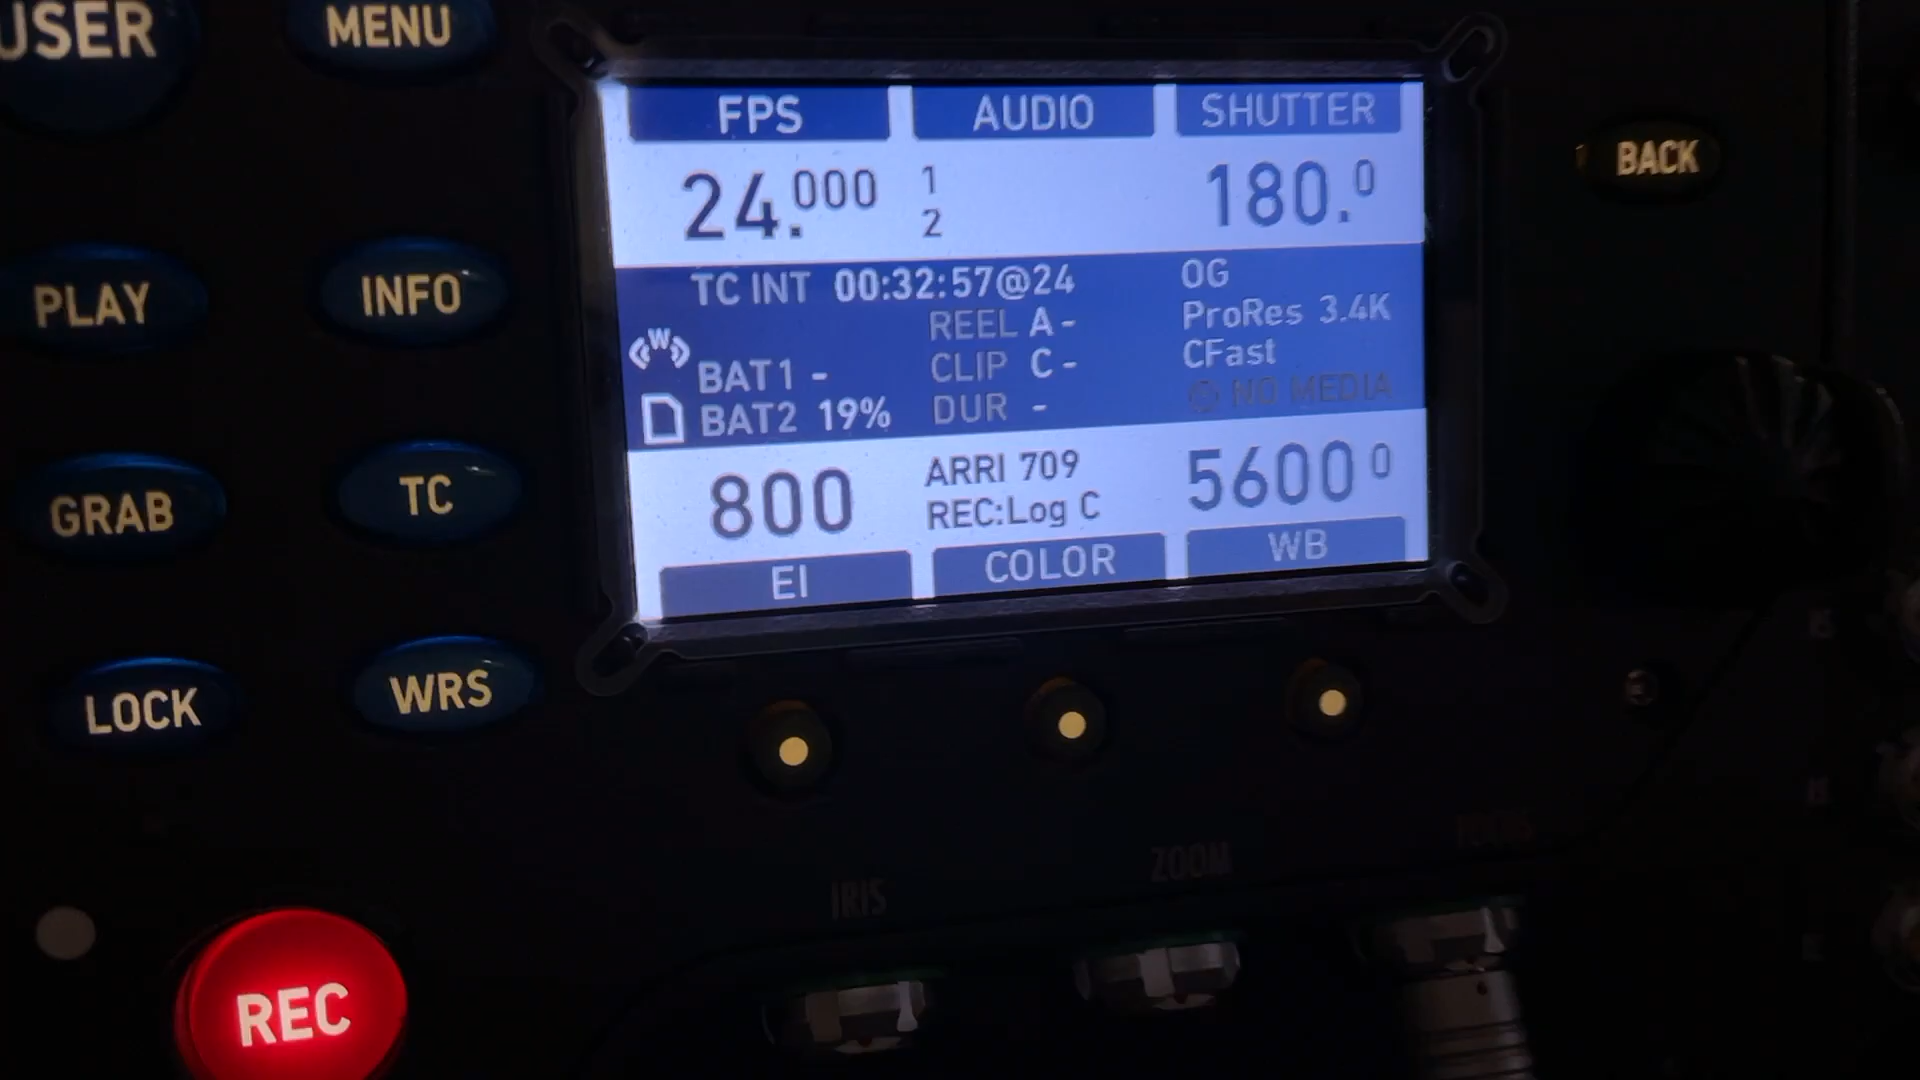 USER
MENU
FPS
AUDIO
SHUTTER
BACK
24.000
1
2
180.0
PLAY
INFO
TC INT 00:32:57@24
REEL A -
CLIP C -
DUR -
W
BAT1 -
BAT2 19%
OG
ProRes 3.4K
CFast
NO MEDIA
GRAB
TC
800
ARRI 709
REC:Log C
5600 0
EI
COLOR
WB
LOCK
WRS
IRIS
ZOOM
FOCUS
REC